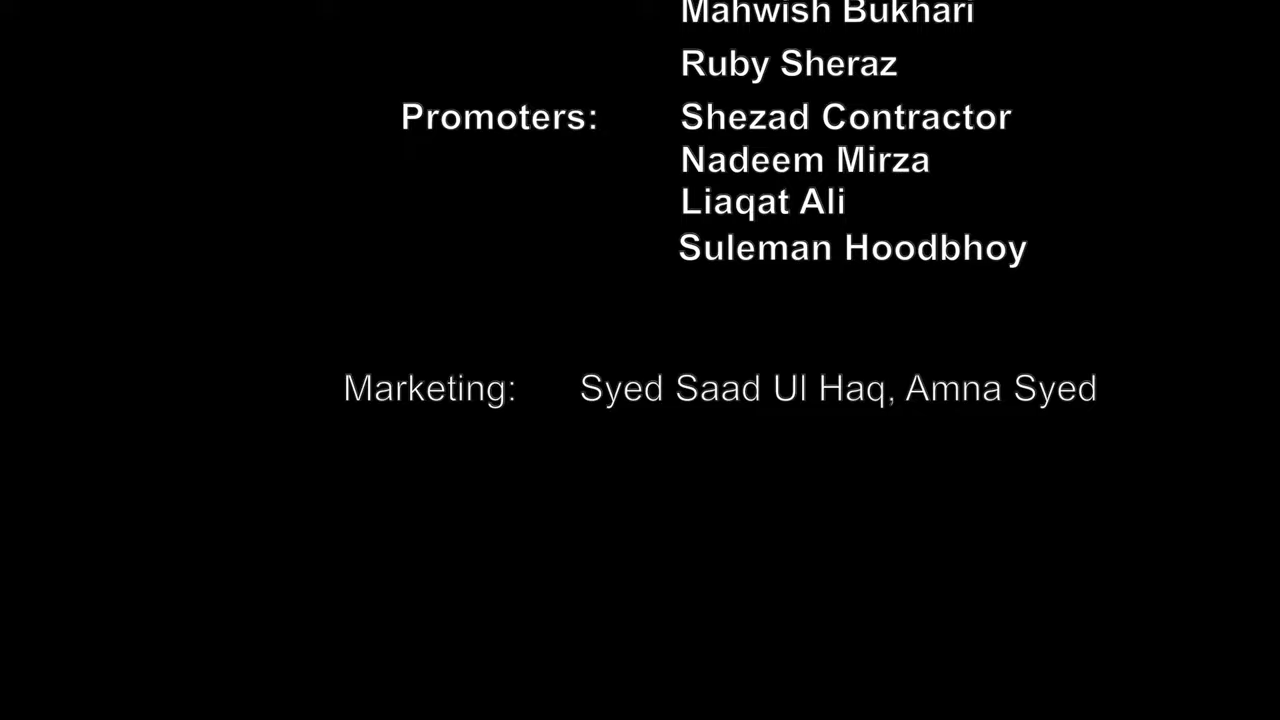 Mahwish Bukhari
Ruby Sheraz
Promoters: Shezad Contractor
Nadeem Mirza
Liaqat Ali
Suleman Hoodbhoy
Marketing: Syed Saad Ul Haq, Amna Syed